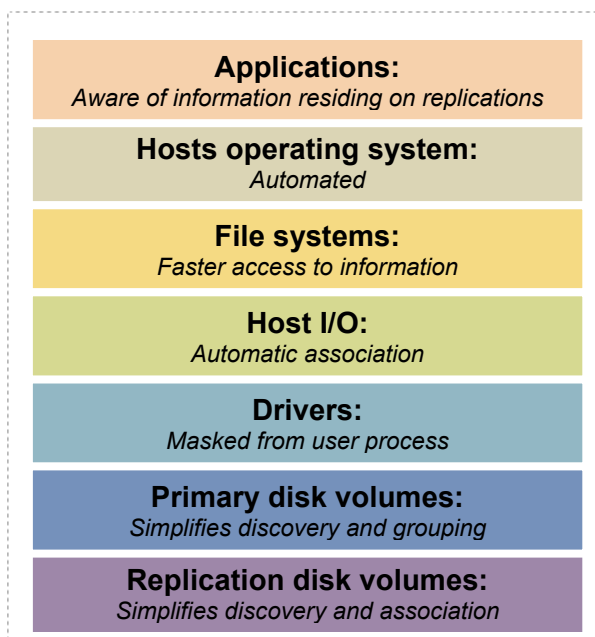 Applications:
Aware of information residing on replications
Hosts operating system:
Automated
File systems:
Faster access to information
Host I/O:
Automatic association
Drivers:
Masked from user process
Primary disk volumes:
Simplifies discovery and grouping
Replication disk volumes:
Simplifies discovery and association